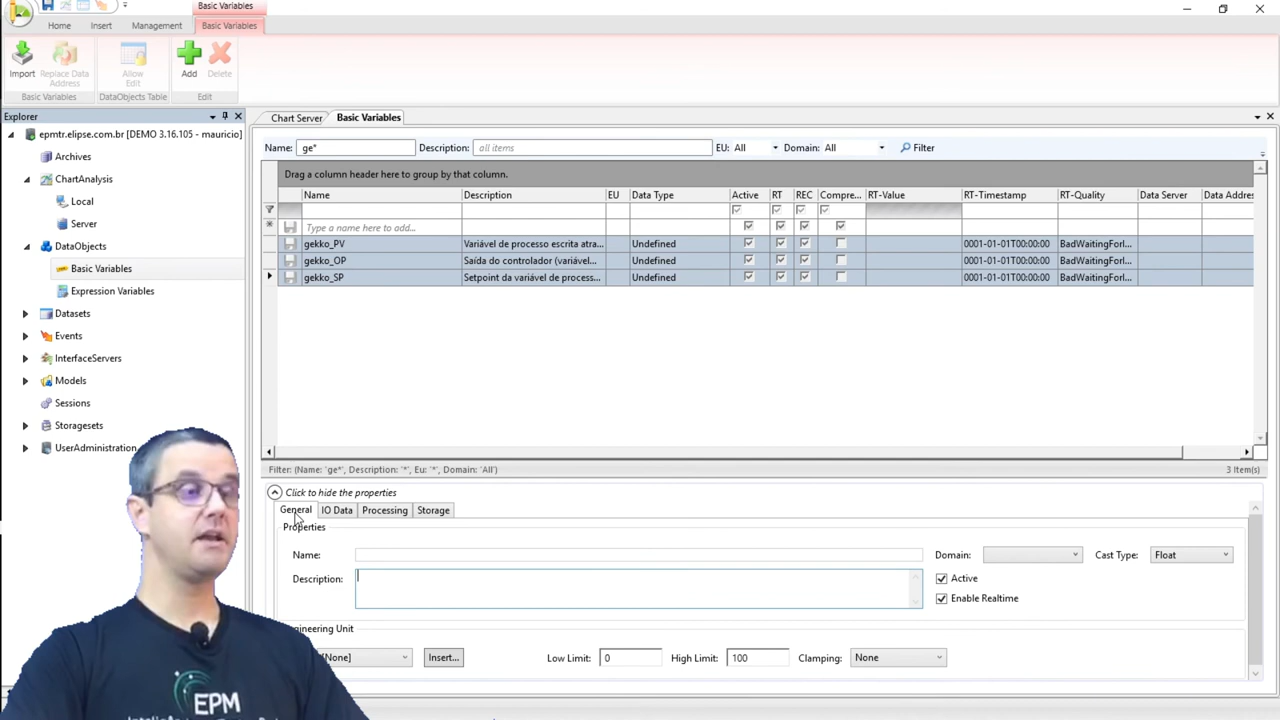 Basic Variables
Home Insert Management Basic Variables
Import Replace Data Address Allow Edit Add Delete
Basic Variables DataObjects Table Edit
Explorer
epmtr.elipse.com.br [DEMO 3.16.105 - mauricio]
Archives
ChartAnalysis
Local
Server
DataObjects
Basic Variables
Expression Variables
Datasets
Events
InterfaceServers
Models
Sessions
Storagesets
UserAdministration
Chart Server Basic Variables
Name: ge* Description: all items EU: All Domain: All Filter
Drag a column header here to group by that column.
Name Description EU Data Type Active RT REC Compre... RT-Value RT-Timestamp RT-Quality Data Server Data Addres
Type a name here to add...
gekko_PV Variável de processo escrita atra... Undefined 0001-01-01T00:00:00 BadWaitingForI...
gekko_OP Saída do controlador (variável... Undefined 0001-01-01T00:00:00 BadWaitingForI...
gekko_SP Setpoint da variável de process... Undefined 0001-01-01T00:00:00 BadWaitingForI...
Filter: (Name: 'ge*', Description: '*', Eu: '*', Domain: 'All') 3 Item(s)
Click to hide the properties
General IO Data Processing Storage
Properties
Name: Domain: Cast Type: Float
Description: Active
Enable Realtime
ngineering Unit
[None] Insert... Low Limit: 0 High Limit: 100 Clamping: None
EPM